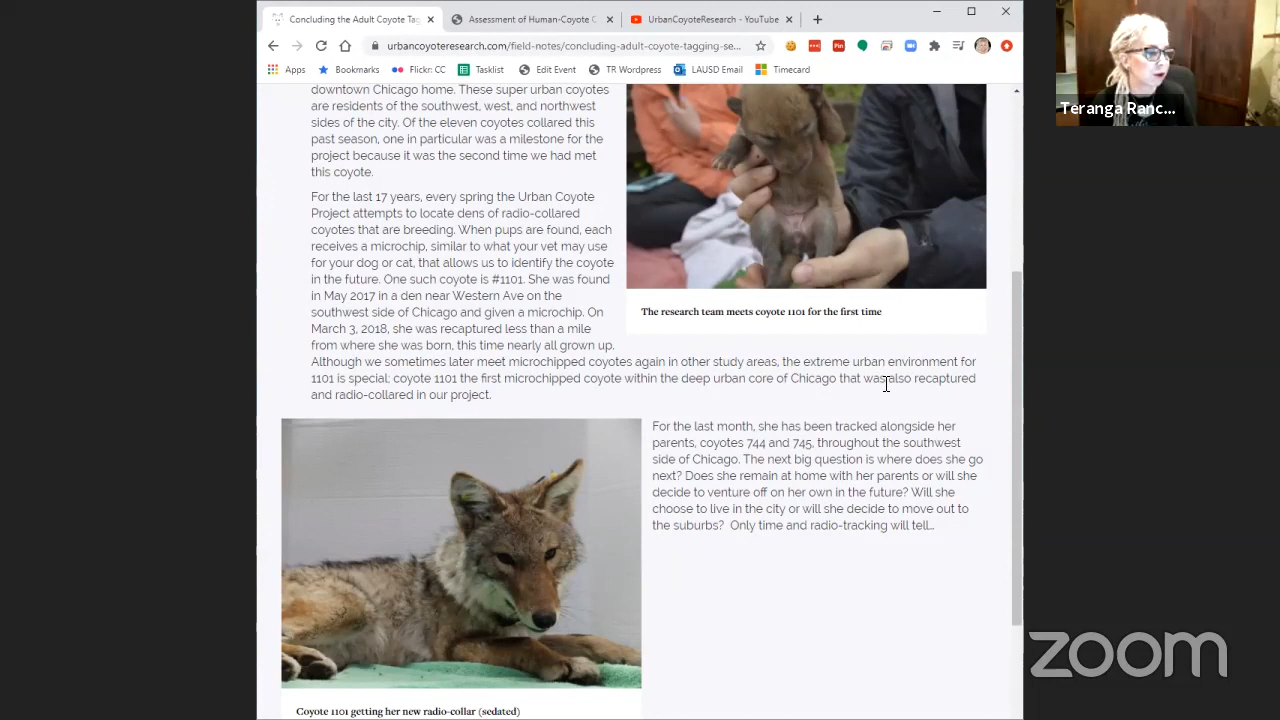 Concluding the Adult Coyote Tag
Assessment of Human-Coyote C
UrbanCoyoteResearch - YouTube
urbancoyoteresearch.com/field-notes/concluding-adult-coyote-tagging-se...
Apps
Bookmarks
Flickr: CC
Tasklist
Edit Event
TR Wordpress
LAUSD Email
Timecard
Teranga Ranc...
downtown Chicago home. These super urban coyotes
are residents of the southwest, west, and northwest
sides of the city. Of the eleven coyotes collared this
past season, one in particular was a milestone for the
project because it was the second time we had met
this coyote.
For the last 17 years, every spring the Urban Coyote
Project attempts to locate dens of radio-collared
coyotes that are breeding. When pups are found, each
receives a microchip, similar to what your vet may use
for your dog or cat, that allows us to identify the coyote
in the future. One such coyote is #1101. She was found
in May 2017 in a den near Western Ave on the
southwest side of Chicago and given a microchip. On
March 3, 2018, she was recaptured less than a mile
from where she was born, this time nearly all grown up.
Although we sometimes later meet microchipped coyotes again in other study areas, the extreme urban environment for
1101 is special; coyote 1101 the first microchipped coyote within the deep urban core of Chicago that was also recaptured
and radio-collared in our project.
The research team meets coyote 1101 for the first time
For the last month, she has been tracked alongside her
parents, coyotes 744 and 745, throughout the southwest
side of Chicago. The next big question is where does she go
next? Does she remain at home with her parents or will she
decide to venture off on her own in the future? Will she
choose to live in the city or will she decide to move out to
the suburbs? Only time and radio-tracking will tell...
Coyote 1101 getting her new radio-collar (sedated)
zoom